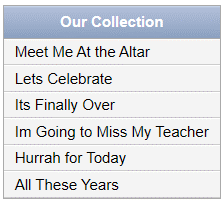 Our Collection
Meet Me At the Altar
Lets Celebrate
Its Finally Over
Im Going to Miss My Teacher
Hurrah for Today
All These Years